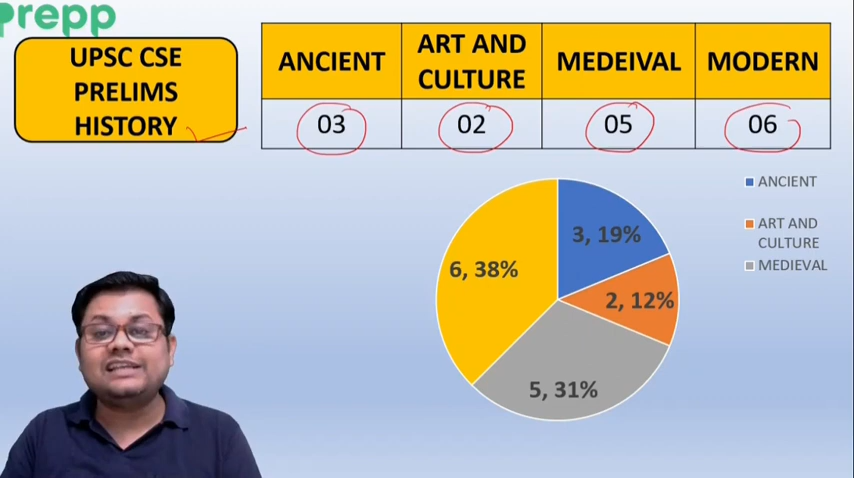 prepp
UPSC CSE
PRELIMS
HISTORY
ANCIENT
ART AND
CULTURE
MEDEIVAL
MODERN
03
02
05
06
3, 19%
2, 12%
5, 31%
6, 38%
ANCIENT
ART AND
CULTURE
MEDIEVAL